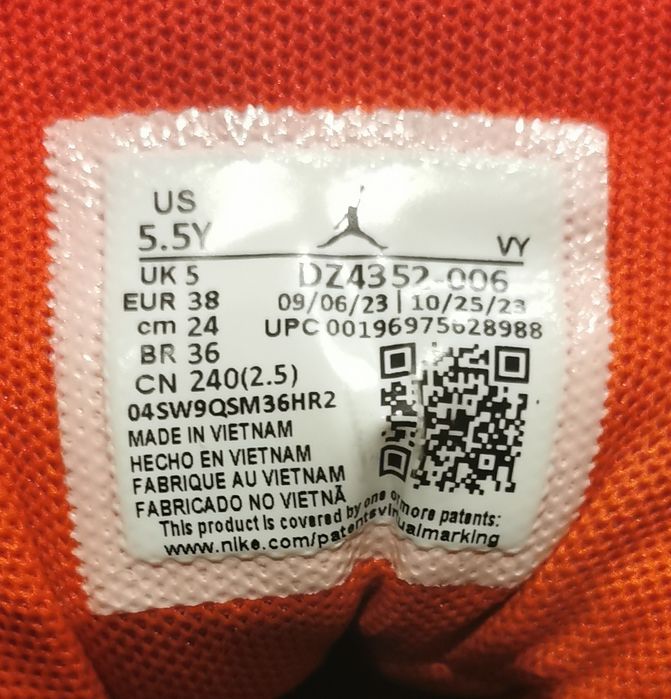 US
5.5Y
VY
UK 5
EUR 38
cm 24
BR 36
CN 240(2.5)
DZ4352-006
09/06/23 | 10/25/23
UPC 00196975628988
04SW9QSM36HR2
MADE IN VIETNAM
HECHO EN VIETNAM
FABRIQUE AU VIETNAM
FABRICADO NO VIETNÃ
This product is covered by one or more patents:
www.nike.com/patentsvirtualmarking